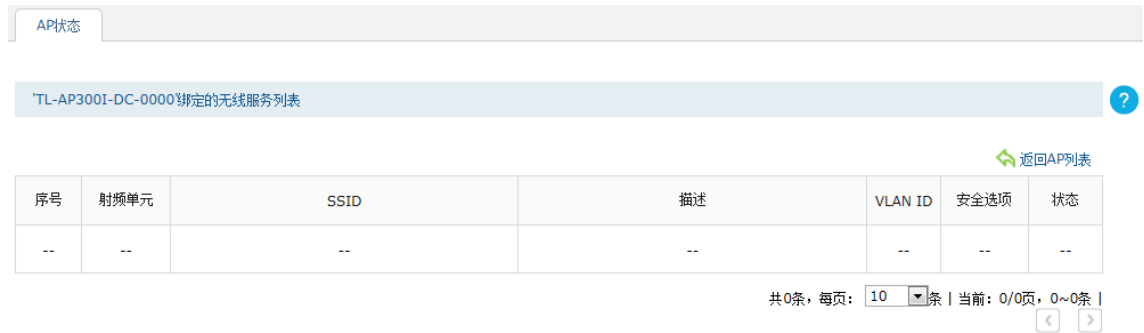 AP状态
'TL-AP300I-DC-0000'绑定的无线服务列表
?
返回AP列表
序号 射频单元 SSID 描述 VLAN ID 安全选项 状态
-- -- -- -- -- -- --
共0条，每页： 10 条 | 当前：0/0页，0~0条 |
< >